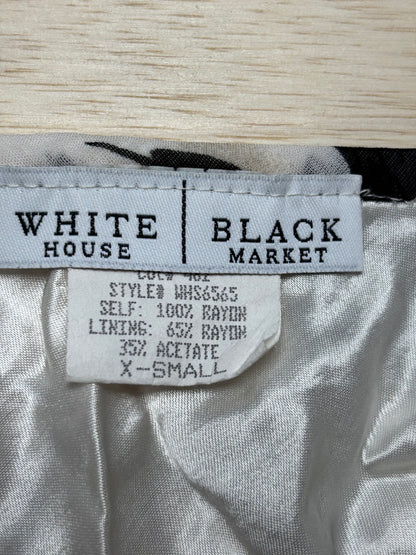 WHITE BLACK
HOUSE MARKET
STYLE# WHS6565
SELF: 100% RAYON
LINING: 65% RAYON
35% ACETATE
X-SMALL